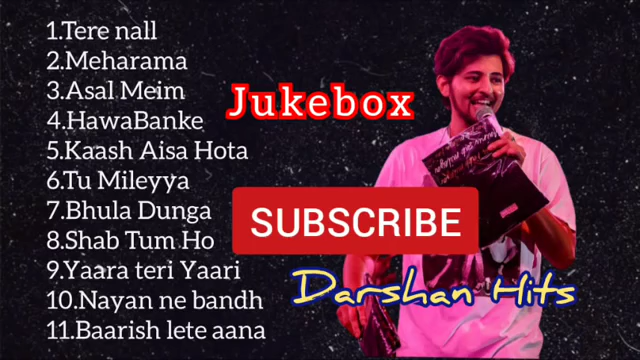 1.Tere nall
2.Meharama
3.Asal Meim
4.HawaBanke
5.Kaash Aisa Hota
6.Tu Mileyya
7.Bhula Dunga
8.Shab Tum Ho
9.Yaara teri Yaari
10.Nayan ne bandh
11.Baarish lete aana
Jukebox
SUBSCRIBE
Darshan Hits